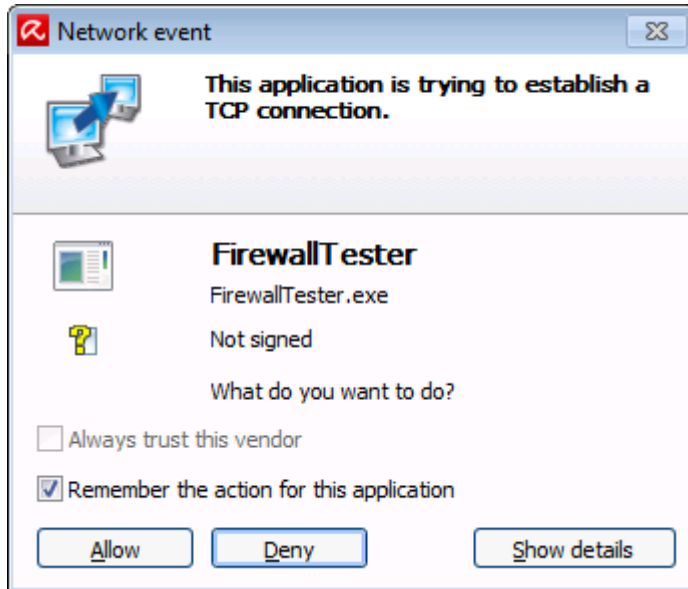 Network event
This application is trying to establish a
TCP connection.
FirewallTester
FirewallTester.exe
Not signed
What do you want to do?
Always trust this vendor
Remember the action for this application
Allow Deny Show details